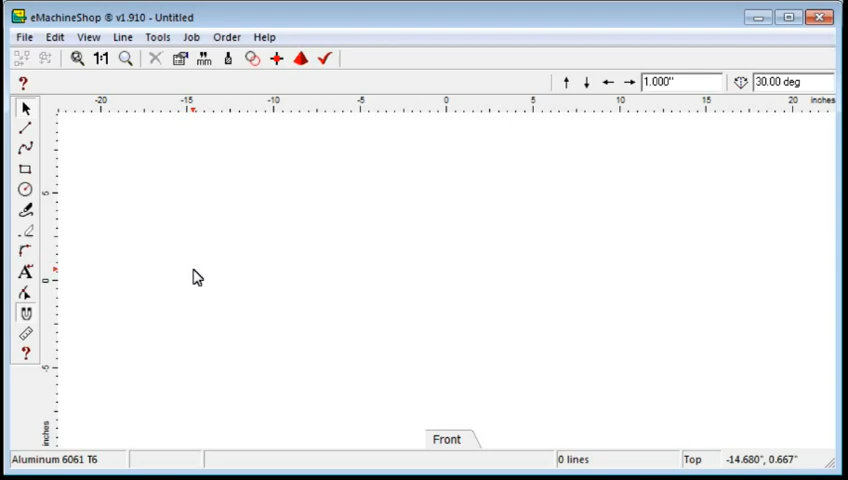 eMachineShop ® v1.910 - Untitled
File Edit View Line Tools Job Order Help
1:1 mm
? 1.000" 30.00 deg
-20 -15 -10 -5 0 5 10 15 20 inches
5
A
0
?
-5
inches
Front
Aluminum 6061 T6 0 lines Top -14.680", 0.667"